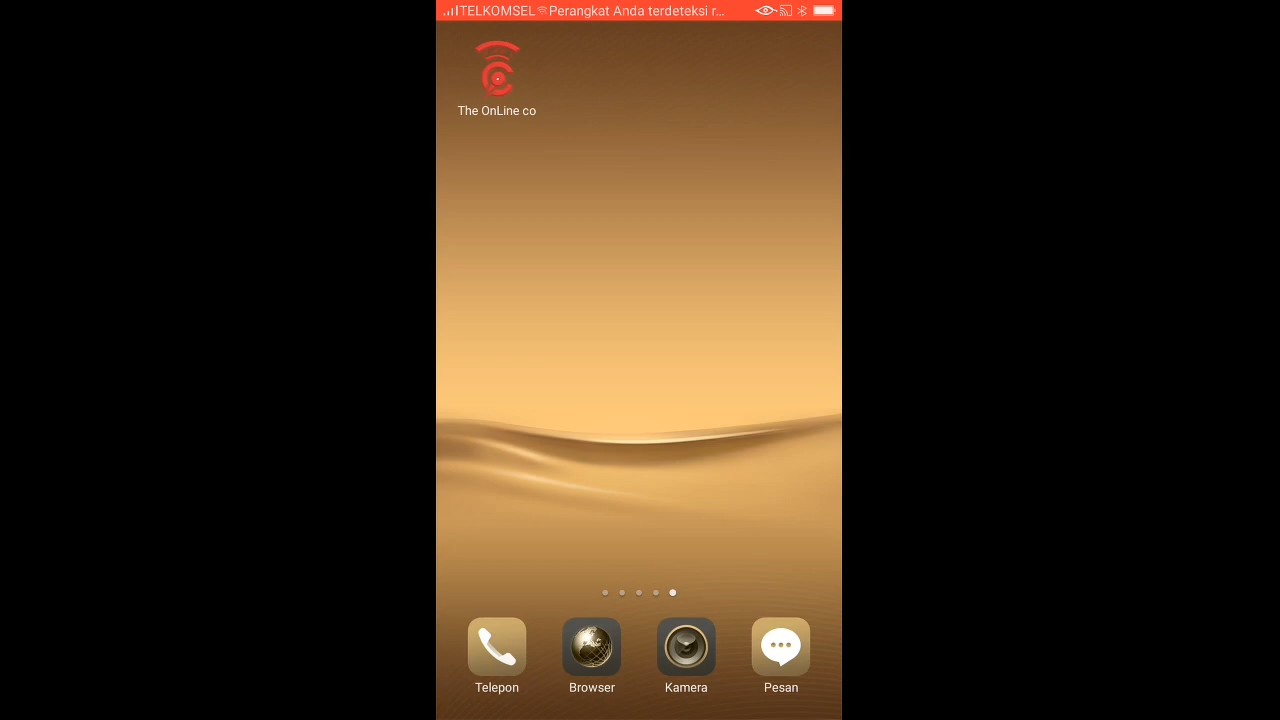 TELKOMSEL Perangkat Anda terdeteksi r...
The OnLine co
Telepon Browser Kamera Pesan